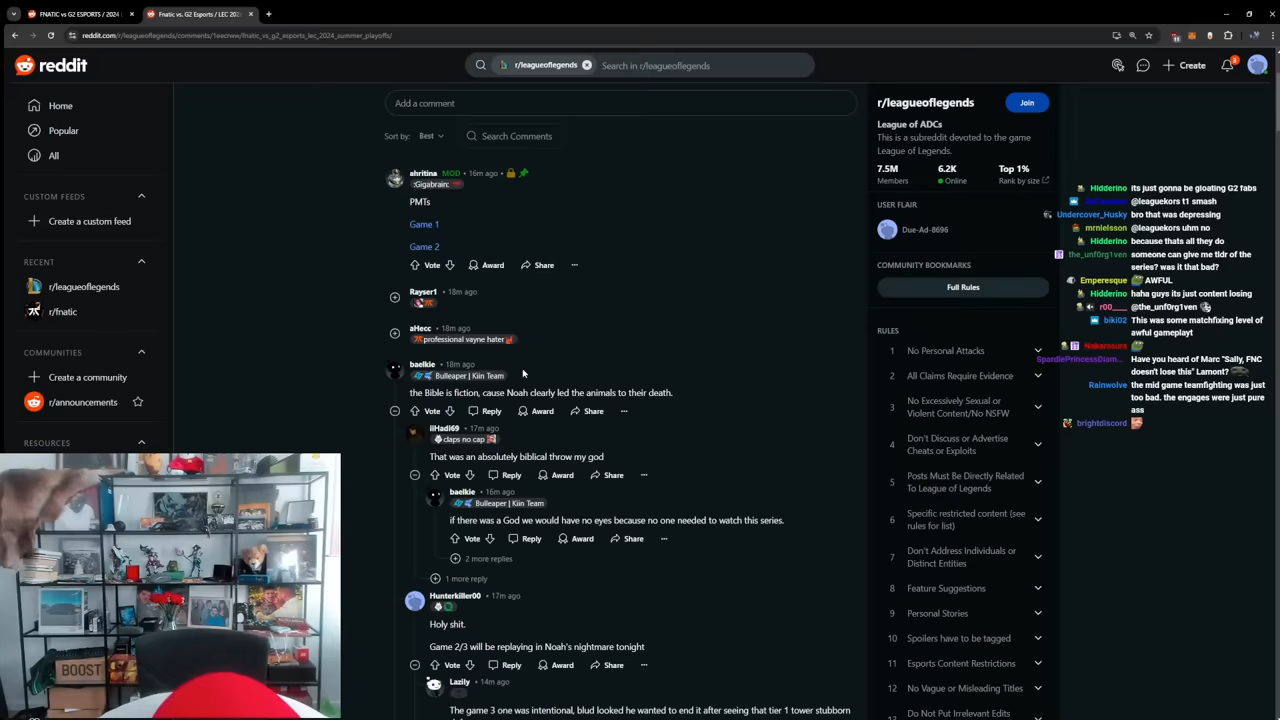 FNATIC vs G2 ESPORTS / 2024
Fnatic vs. G2 Esports / LEC 202
reddit.com/r/leagueoflegends/comments/1eecrww/fnatic_vs_g2_esports_lec_2024_summer_playoffs/
reddit
r/leagueoflegends
Search in r/leagueoflegends
Create
3
Home
Popular
All
CUSTOM FEEDS
Create a custom feed
RECENT
r/leagueoflegends
r/fnatic
COMMUNITIES
Create a community
r/announcements
RESOURCES
BOOST
Add a comment
Sort by: Best
Search Comments
ahritina MOD • 16m ago
:Gigabrain:
PMTs
Game 1
Game 2
Vote Award Share
Rayser1 • 18m ago
aHecc • 18m ago
professional vayne hater
baelkie • 18m ago
Bulleaper | Kiin Team
the Bible is fiction, cause Noah clearly led the animals to their death.
Vote Reply Award Share
iiHadi69 • 17m ago
claps no cap
That was an absolutely biblical throw my god
Vote Reply Award Share
baelkie • 16m ago
Bulleaper | Kiin Team
if there was a God we would have no eyes because no one needed to watch this series.
Vote Reply Award Share
2 more replies
1 more reply
Hunterkiller00 • 17m ago
Holy shit.
Game 2/3 will be replaying in Noah's nightmare tonight
Vote Reply Award Share
Lazily • 14m ago
The game 3 one was intentional, blud looked he wanted to end it after seeing that tier 1 tower stubborn
r/leagueoflegends
Join
League of ADCs
This is a subreddit devoted to the game
League of Legends.
7.5M 6.2K Top 1%
Members Online Rank by size
USER FLAIR
Due-Ad-8696
COMMUNITY BOOKMARKS
Full Rules
RULES
1 No Personal Attacks
2 All Claims Require Evidence
3 No Excessively Sexual or
Violent Content/No NSFW
4 Don't Discuss or Advertise
Cheats or Exploits
5 Posts Must Be Directly Related
To League of Legends
6 Specific restricted content (see
rules for list)
7 Don't Address Individuals or
Distinct Entities
8 Feature Suggestions
9 Personal Stories
10 Spoilers have to be tagged
11 Esports Content Restrictions
12 No Vague or Misleading Titles
13 Do Not Put Irrelevant Edits
Hidderino its just gonna be gloating G2 fabs
@leaguekors t1 smash
Undercover_Husky bro that was depressing
mrnielsson @leaguekors uhm no
Hidderino because thats all they do
the_unf0rg1ven someone can give me tldr of the
series? was it that bad?
Emperesque AWFUL
Hidderino haha guys its just content losing
r00____ @the_unf0rg1ven
biki02 This was some matchfixing level of
awful gameplayt
Nakarasura
SpardlePrincessDiam... Have you heard of Marc "Sally, FNC
doesn't lose this" Lamont?
Rainwolve the mid game teamfighting was just
too bad. the engages were just pure
ass
brightdiscord